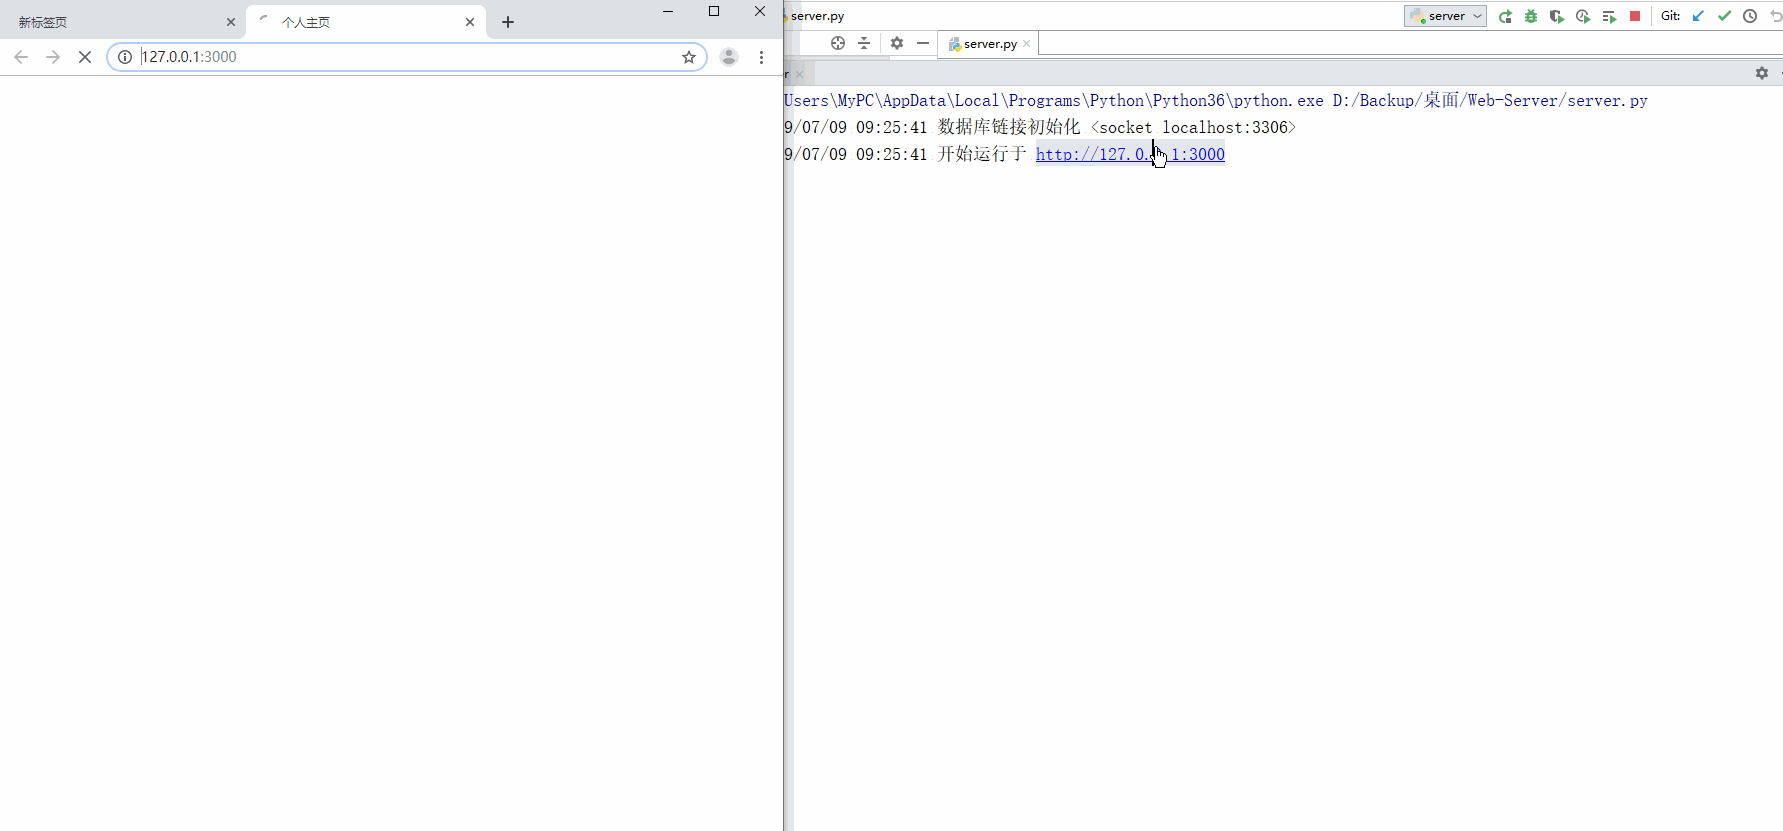 新标签页
个人主页
127.0.0.1:3000
server.py
server
Git:
server.py
r
Users\MyPC\AppData\Local\Programs\Python\Python36\python.exe D:/Backup/桌面/Web-Server/server.py
9/07/09 09:25:41 数据库链接初始化 <socket localhost:3306>
9/07/09 09:25:41 开始运行于 http://127.0. 1:3000